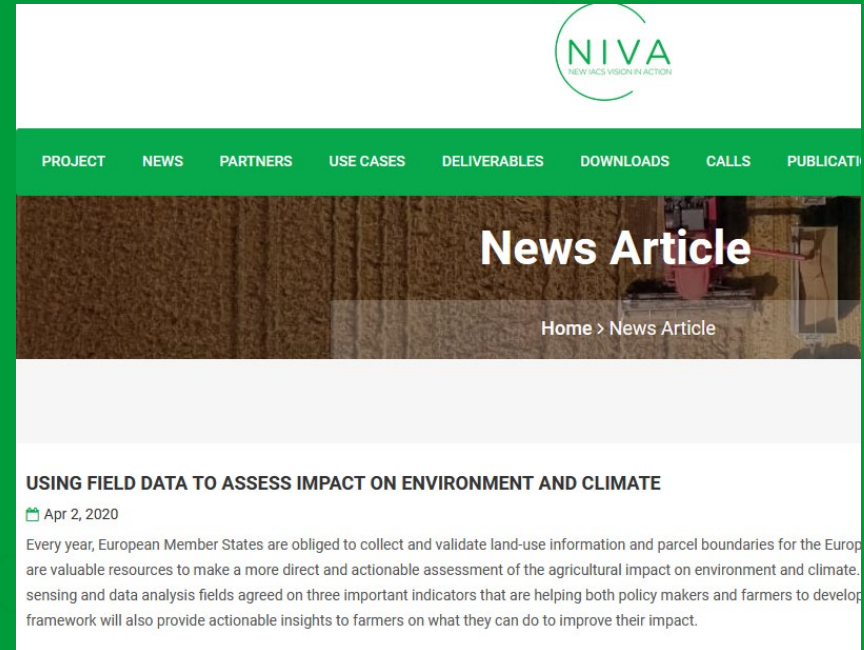 NIVA
NEW IACS VISION IN ACTION
PROJECT NEWS PARTNERS USE CASES DELIVERABLES DOWNLOADS CALLS PUBLICATI
News Article
Home > News Article
USING FIELD DATA TO ASSESS IMPACT ON ENVIRONMENT AND CLIMATE
Apr 2, 2020
Every year, European Member States are obliged to collect and validate land-use information and parcel boundaries for the Europ
are valuable resources to make a more direct and actionable assessment of the agricultural impact on environment and climate.
sensing and data analysis fields agreed on three important indicators that are helping both policy makers and farmers to develop
framework will also provide actionable insights to farmers on what they can do to improve their impact.